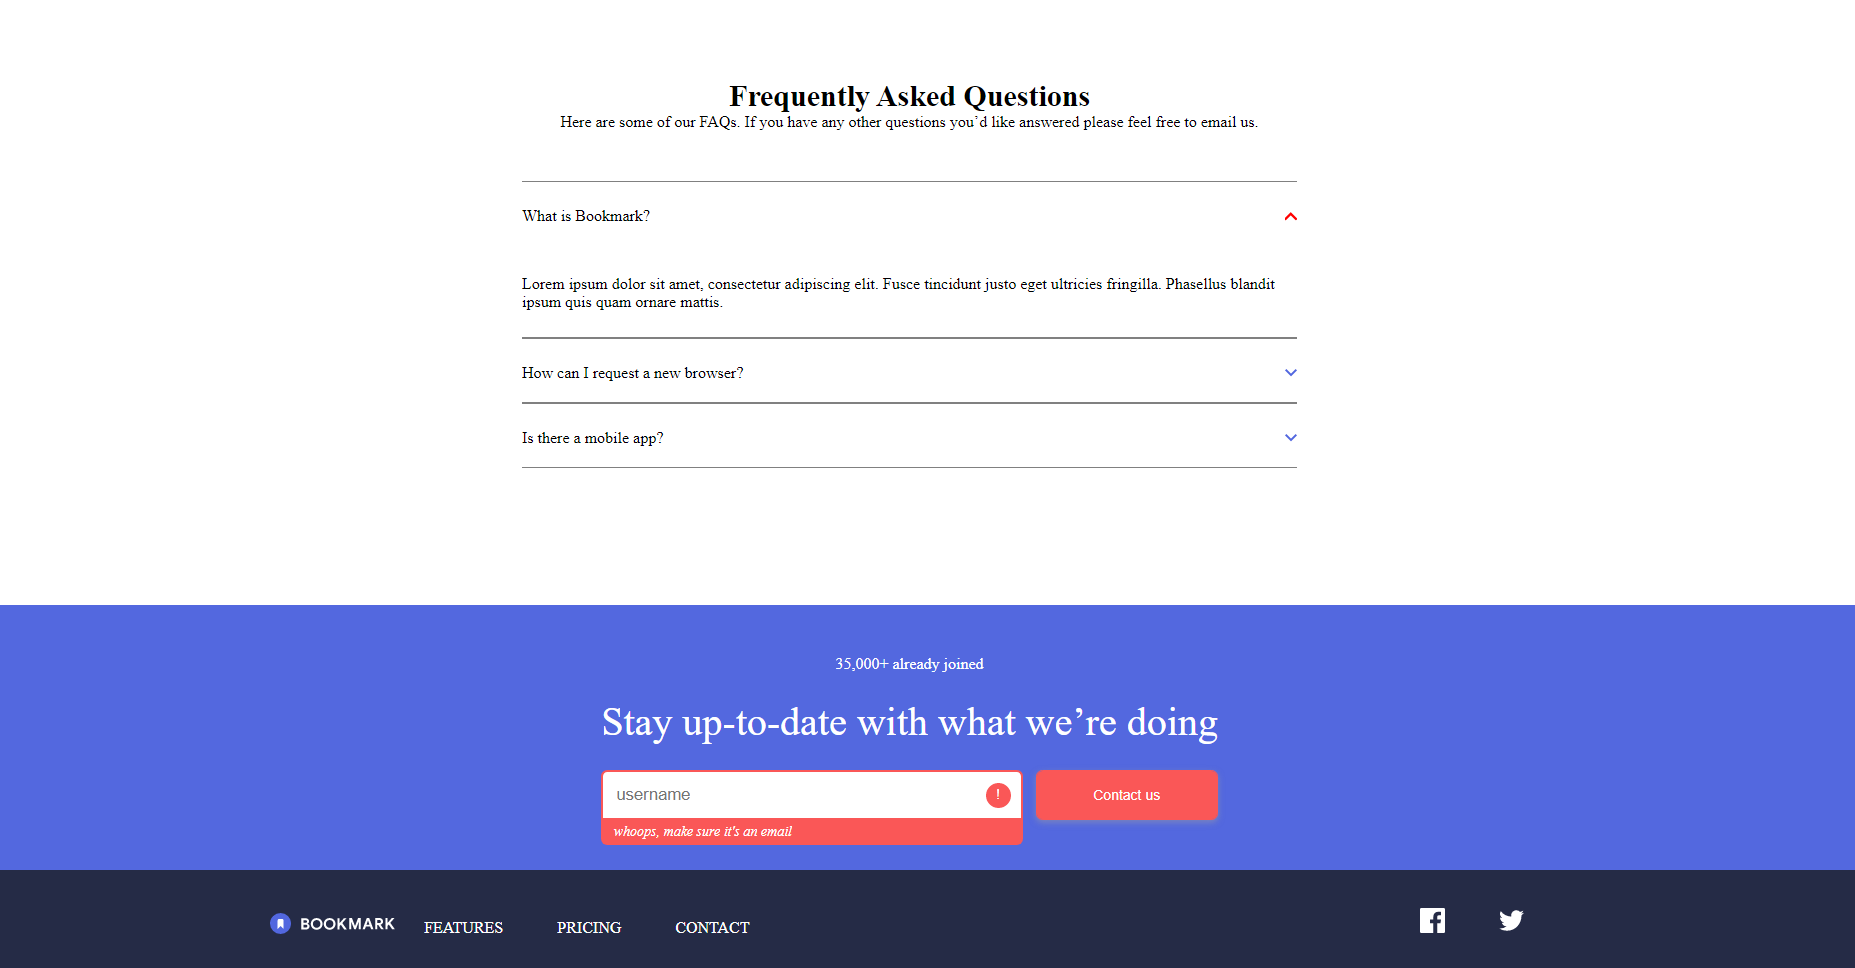 Frequently Asked Questions
Here are some of our FAQs. If you have any other questions you’d like answered please feel free to email us.
What is Bookmark?
Lorem ipsum dolor sit amet, consectetur adipiscing elit. Fusce tincidunt justo eget ultricies fringilla. Phasellus blandit
ipsum quis quam ornare mattis.
How can I request a new browser?
Is there a mobile app?
35,000+ already joined
Stay up-to-date with what we’re doing
username ! Contact us
whoops, make sure it's an email
BOOKMARK FEATURES PRICING CONTACT